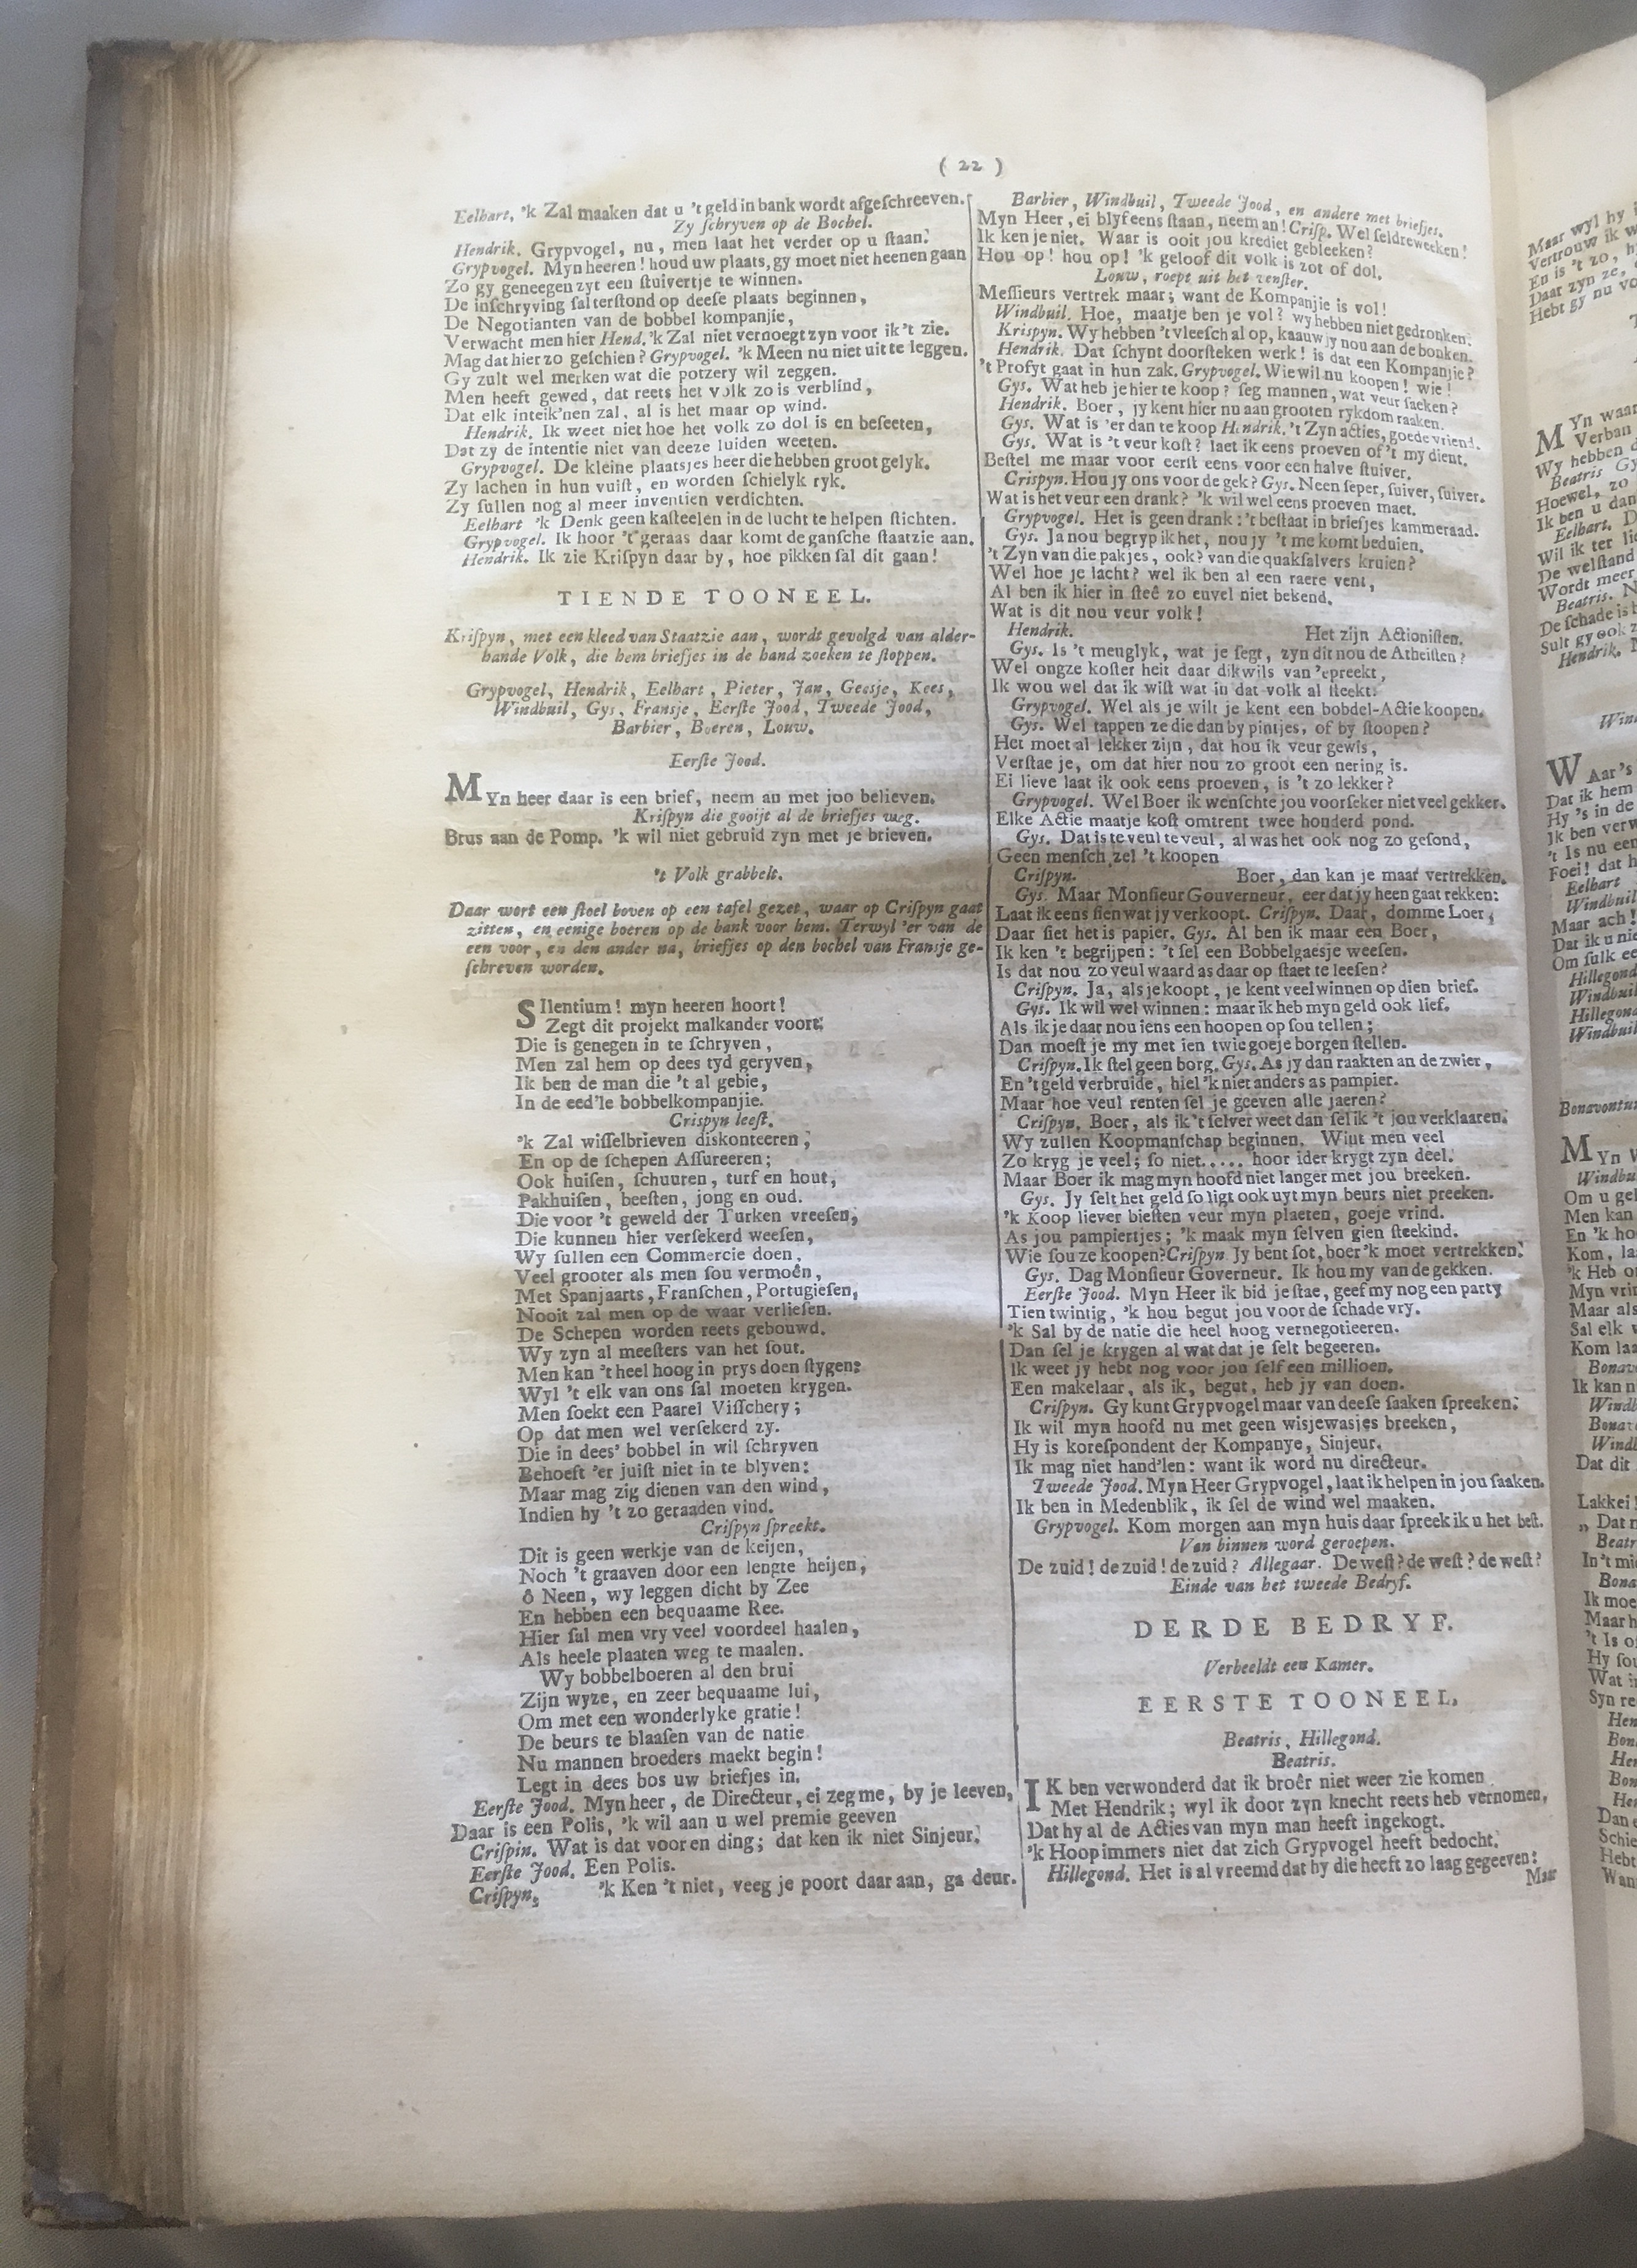 ( 22 )
Eelhart, 'k Zal maaken dat u 't geld in bank wordt afgeſchreeven.
Zy ſchryven op de Bochel.
Hendrik. Grypvogel, nu, men laat het verder op u ſtaan.
Grypvogel. Myn heeren! houd uw plaats, gy moet niet heenen gaan
Zo gy geneegen zyt een ſtuivertje te winnen.
De inſchryving ſal terſtond op deeſe plaats beginnen,
De Negotianten van de bobbel kompanjie,
Verwacht men hier Hend. 'k Zal niet vernoegt zyn voor ik 't zie.
Mag dat hier zo geſchien? Grypvogel. 'k Meen nu niet uit te leggen.
Gy zult wel merken wat die potzery wil zeggen.
Men heeft gewed, dat reets het volk zo is verblind,
Dat elk inteik'nen zal, al is het maar op wind.
Hendrik. Ik weet niet hoe het volk zo dol is en beſeeten,
Dat zy de intentie niet van deeze luiden weeten.
Grypvogel. De kleine plaatsjes heer die hebben groot gelyk.
Zy lachen in hun vuiſt, en worden ſchielyk ryk.
Zy ſullen nog al meer inventien verdichten.
Eelhart 'k Denk geen kaſteelen in de lucht te helpen ſtichten.
Grypvogel. Ik hoor 't geraas daar komt de ganſche ſtaatzie aan.
Hendrik. Ik zie Kriſpyn daar by, hoe pikken ſal dit gaan!
TIENDE TOONEEL.
Kriſpyn, met een kleed van Staatzie aan, wordt gevolgd van alder-
hande Volk, die hem briefjes in de hand zoeken te ſtoppen.
Grypvogel, Hendrik, Eelhart, Pieter, Jan, Geesje, Kees,
Windbuil, Gys, Fransje, Eerſte Jood, Tweede Jood,
Barbier, Boeren, Louw.
Eerſte Jood.
MYn heer daar is een brief, neem an met joo believen.
Kriſpyn die gooijt al de briefjes weg.
Brus aan de Pomp. 'k wil niet gebruid zyn met je brieven.
't Volk grabbelt.
Daar wort een ſtoel boven op een tafel gezet, waar op Criſpyn gaat
zitten, en eenige boeren op de bank voor hem. Terwyl 'er van de
een voor, en den ander na, briefjes op den bochel van Fransje ge-
ſchreven worden.
SIlentium! myn heeren hoort!
Zegt dit projekt malkander voort;
Die is genegen in te ſchryven,
Men zal hem op dees tyd geryven,
Ik ben de man die 't al gebie,
In de eed'le bobbelkompanjie.
Crispyn leeſt.
'k Zal wiſſelbrieven diskonteeren,
En op de ſchepen Aſſureeren;
Ook huiſen, ſchuuren, turf en hout,
Pakhuiſen, beeſten, jong en oud.
Die voor 't geweld der Turken vreeſen,
Die kunnen hier verſekerd weeſen,
Wy ſullen een Commercie doen,
Veel grooter als men ſou vermoên,
Met Spanjaarts, Franſchen, Portugieſen,
Nooit zal men op de waar verlieſen.
De Schepen worden reets gebouwd.
Wy zyn al meeſters van het ſout.
Men kan 't heel hoog in prys doen ſtygen:
Wyl 't elk van ons ſal moeten krygen.
Men ſoekt een Paarel Viſſchery;
Op dat men wel verſekerd zy.
Die in dees' bobbel in wil ſchryven
Behoeft 'er juiſt niet in te blyven:
Maar mag zig dienen van den wind,
Indien hy 't zo geraaden vind.
Criſpyn ſpreekt.
Dit is geen werkje van de keijen,
Noch 't graaven door een lengte heijen,
ô Neen, wy leggen dicht by Zee
En hebben een bequaame Ree.
Hier ſal men vry veel voordeel haalen,
Als heele plaaten weg te maalen.
Wy bobbelboeren al den brui
Zijn wyze, en zeer bequaame lui,
Om met een wonderlyke gratie!
De beurs te blaaſen van de natie
Nu mannen broeders maekt begin!
Legt in dees bos uw briefjes in.
Eerſte Jood. Myn heer, de Directeur, ei zeg me, by je leeven,
Daar is een Polis, 'k wil aan u wel premie geeven
Criſpin. Wat is dat voor en ding; dat ken ik niet Sinjeur.
Eerſte Jood. Een Polis.
Criſpyn. 'k Ken 't niet, veeg je poort daar aan, ga deur.
Barbier, Windbuil, Tweede Jood, en andere met briefjes.
Myn Heer, ei blyf eens ſtaan, neem an! Criſp. Wel ſeldreweeken!
Ik ken je niet. Waar is ooit jou krediet gebleeken?
Hou op! hou op! 'k geloof dit volk is zot of dol.
Louw, roept uit het venſter.
Meſſieurs vertrek maar; want de Kompanjie is vol!
Windbuil. Hoe, maatje ben je vol? wy hebben niet gedronken.
Krispyn. Wy hebben 't vleeſch al op, kaauw jy nou aan de bonken.
Hendrik. Dat ſchynt doorſteken werk! is dat een Kompanjie?
't Profyt gaat in hun zak. Grypvogel. Wie wil nu koopen! wie!
Gys. Wat heb je hier te koop? ſeg mannen, wat veur ſaeken?
Hendrik. Boer, jy kent hier nu aan grooten rykdom raaken.
Gys. Wat is 'er dan te koop Hendrik. 't Zyn acties, goede vriend.
Gys. Wat is 't veur koſt? laet ik eens proeven of 't my dient.
Beſtel me maar voor eerſt eens voor een halve ſtuiver.
Crispyn. Hou jy ons voor de gek? Gys. Neen ſeper, ſuiver, ſuiver.
Wat is het veur een drank? 'k wil wel eens proeven maet.
Grypvogel. Het is geen drank: 't beſtaat in briefjes kammeraad.
Gys. Ja nou begryp ik het, nou jy 't me komt beduien.
't Zyn van die pakjes, ook? van die quakſalvers kruien?
Wel hoe je lacht? wel ik ben al een raere vent,
Al ben ik hier in ſteê zo euvel niet bekend.
Wat is dit nou veur volk!
Hendrik. Het zijn Actioniſten.
Gys. Is 't meuglyk, wat je ſegt, zyn dit nou de Atheiſten?
Wel ongze koſter heit daar dikwils van 'epreekt,
Ik wou wel dat ik wiſt wat in dat volk al ſteekt.
Grypvogel. Wel als je wilt je kent een bobdel-Actie koopen.
Gys. Wel tappen ze die dan by pintjes, of by ſtoopen?
Het moet al lekker zijn, dat hou ik veur gewis,
Verſtae je, om dat hier nou zo groot een nering is.
Ei lieve laat ik ook eens proeven, is 't zo lekker?
Grypvogel. Wel Boer ik wenſchte jou voorſeker niet veel gekker.
Elke Actie maatje koſt omtrent twee honderd pond.
Gys. Dat is te veul te veul, al was het ook nog zo geſond,
Geen menſch zel 't koopen
Criſpyn. Boer, dan kan je maar vertrekken.
Gys. Maar Monſieur Gouverneur, eer dat jy heen gaat rekken:
Laat ik eens ſien wat jy verkoopt. Criſpyn. Daar, domme Loer,
Daar ſiet het is papier. Gys. Al ben ik maar een Boer,
Ik ken 't begrijpen: 't ſel een Bobbelgaesje weeſen.
Is dat nou zo veul waard as daar op ſtaet te leeſen?
Criſpyn. Ja, als je koopt, je kent veel winnen op dien brief.
Gys. Ik wil wel winnen: maar ik heb myn geld ook lief.
Als ik je daar nou iens een hoopen op ſou tellen;
Dan moeſt je my met ien twie goeje borgen ſtellen.
Criſpyn. Ik ſtel geen borg. Gys. As jy dan raakten an de zwier,
En 't geld verbruide, hiel 'k niet anders as pampier.
Maar hoe veul renten ſel je geeven alle jaeren?
Criſpyn. Boer, als ik 't ſelver weet dan ſel ik 't jou verklaaren.
Wy zullen Koopmanſchap beginnen. Wint men veel
Zo kryg je veel; ſo niet..... hoor ider krygt zyn deel.
Maar Boer ik mag myn hoofd niet langer met jou breeken.
Gys. Jy ſelt het geld ſo ligt ook uyt myn beurs niet preeken.
'k Koop liever bieſten veur myn plaeten, goeje vrind.
As jou pampiertjes; 'k maak myn ſelven gien ſteekind.
Wie ſou ze koopen? Criſpyn. Jy bent ſot, boer 'k moet vertrekken.
Gys. Dag Monſieur Governeur. Ik hou my van de gekken.
Eerſte Jood. Myn Heer ik bid je ſtae, geef my nog een party
Tien twintig, 'k hou begut jou voor de ſchade vry.
'k Sal by de natie die heel hoog vernegotieeren.
Dan ſel je krygen al wat dat je ſelt begeeren.
Ik weet jy hebt nog voor jou ſelf een millioen.
Een makelaar, als ik, begut, heb jy van doen.
Criſpyn. Gy kunt Grypvogel maar van deeſe ſaaken ſpreeken.
Ik wil myn hoofd nu met geen wisjewasjes breeken,
Hy is koreſpondent der Kompanye, Sinjeur.
Ik mag niet hand'len: want ik word nu directeur.
Tweede Jood. Myn Heer Grypvogel, laat ik helpen in jou ſaaken.
Ik ben in Medenblik, ik ſel de wind wel maaken.
Grypvogel. Kom morgen aan myn huis daar ſpreek ik u het beſt.
Van binnen word geroepen.
De zuid! de zuid! de zuid? Allegaar. De weſt? de weſt? de weſt?
Einde van het tweede Bedryf.
DERDE BEDRYF.
Verbeeldt een Kamer.
EERSTE TOONEEL.
Beatris, Hillegond.
Beatris.
IK ben verwonderd dat ik broêr niet weer zie komen
Met Hendrik; wyl ik door zyn knecht reets heb vernomen,
Dat hy al de Acties van myn man heeft ingekogt.
'k Hoop immers niet dat zich Grypvogel heeft bedocht.
Hillegond. Het is al vreemd dat hy die heeft zo laag gegeeven:
Maar